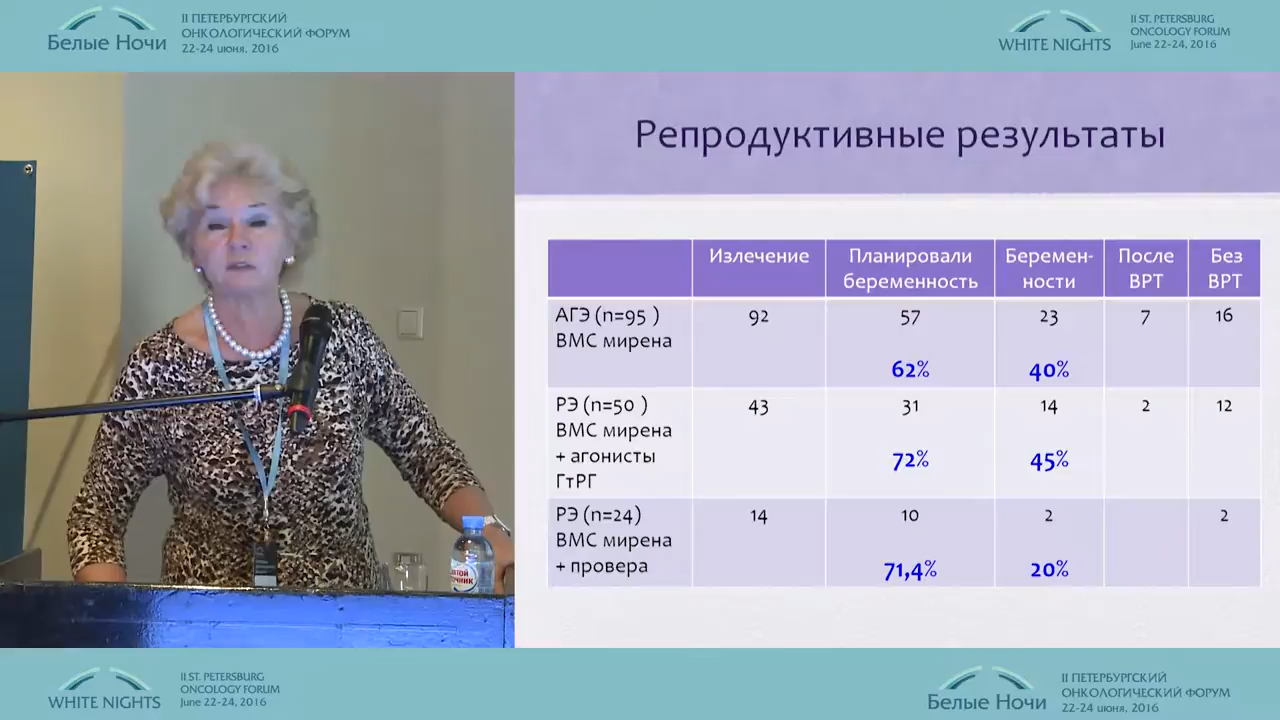 II ПЕТЕРБУРГСКИЙ
ОНКОЛОГИЧЕСКИЙ ФОРУМ
Белые Ночи
22-24 июня, 2016
II ST. PETERSBURG
ONCOLOGY FORUM
WHITE NIGHTS
June 22-24, 2016
Репродуктивные результаты
Излечение
Планировали
беременность
Беремен-
ности
После
ВРТ
Без
ВРТ
АГЭ (n=95 )
ВМС мирена
92
57
62%
23
40%
7
16
РЭ (n=50 )
ВМС мирена
+ агонисты
ГтРГ
43
31
72%
14
45%
2
12
РЭ (n=24)
ВМС мирена
+ провера
14
10
71,4%
2
20%
2
II ST. PETERSBURG
ONCOLOGY FORUM
WHITE NIGHTS
June 22-24, 2016
II ПЕТЕРБУРГСКИЙ
ОНКОЛОГИЧЕСКИЙ ФОРУМ
Белые Ночи
22-24 июня, 2016